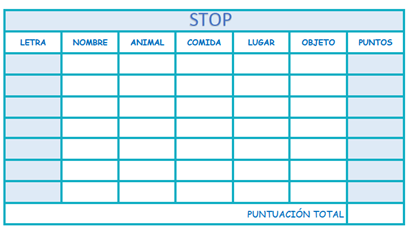 STOP
LETRA NOMBRE ANIMAL COMIDA LUGAR OBJETO PUNTOS
PUNTUACIÓN TOTAL